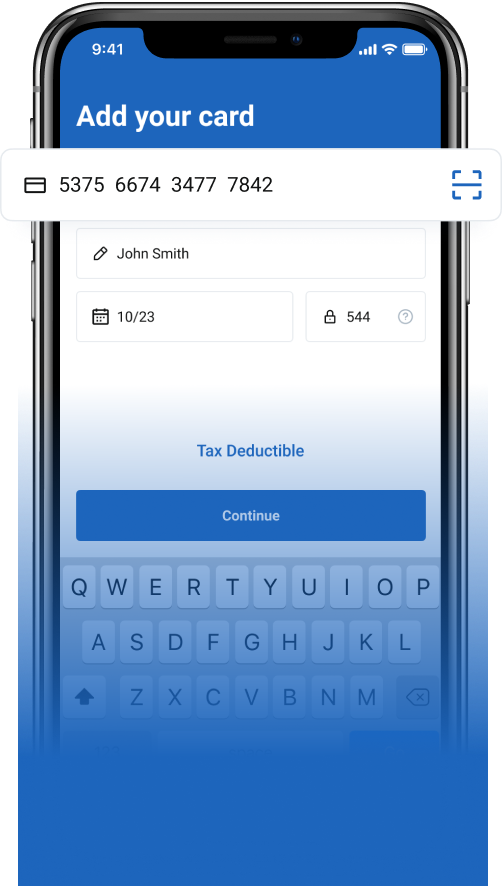 9:41
Add your card
5375 6674 3477 7842
John Smith
10/23 544 ?
Tax Deductible
Continue
Q W E R T Y U I O P
A S D F G H J K L
Z X C V B N M